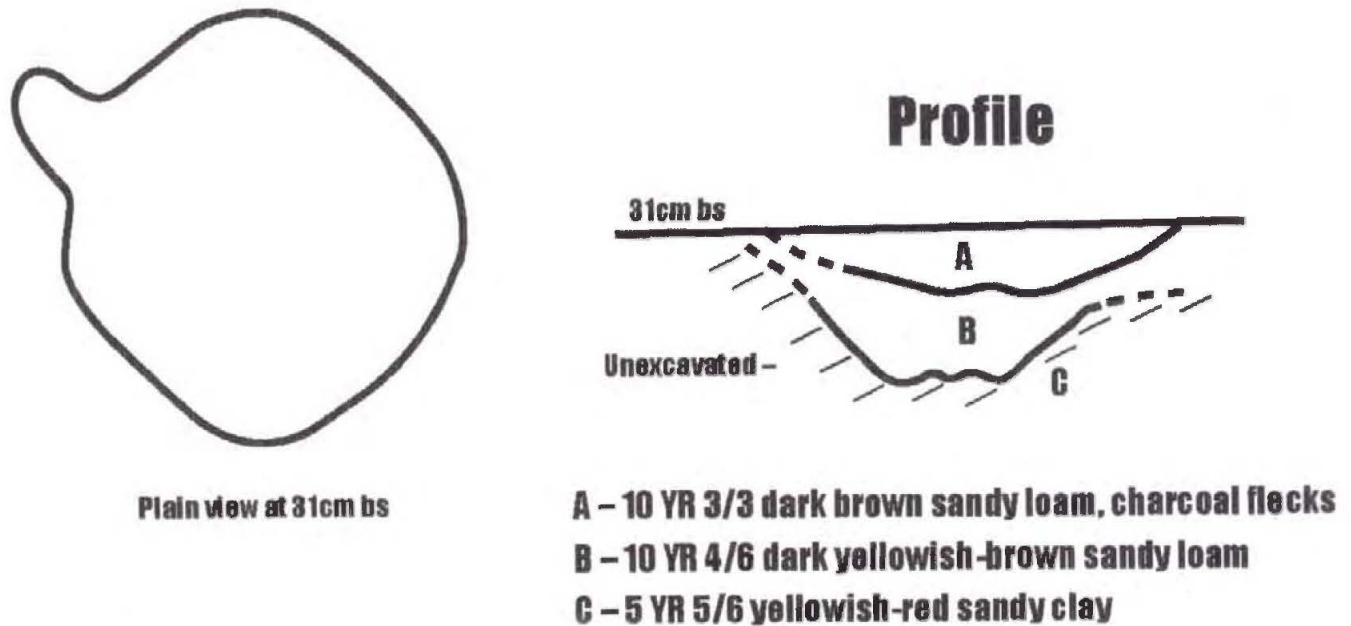 Profile
31cm bs
A
B
Unexcavated –
C
Plain view at 31cm bs
A – 10 YR 3/3 dark brown sandy loam, charcoal flecks
B – 10 YR 4/6 dark yellowish-brown sandy loam
C – 5 YR 5/6 yellowish-red sandy clay